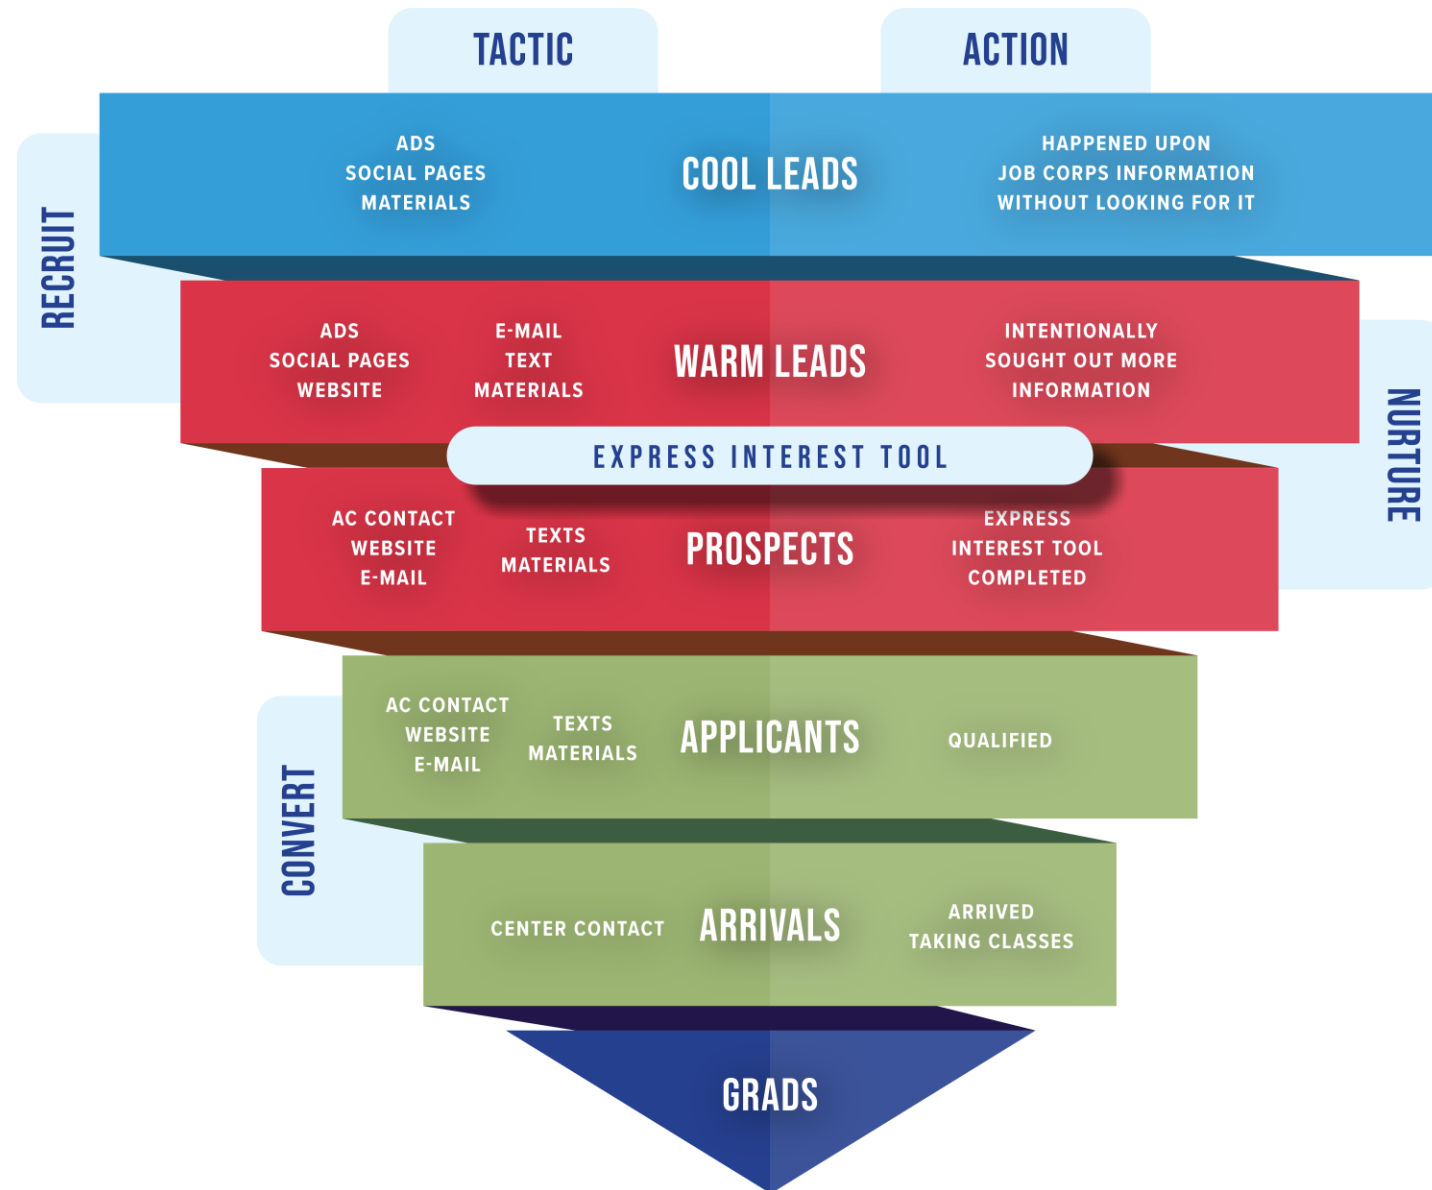 TACTIC
ACTION
RECRUIT
ADS
SOCIAL PAGES
MATERIALS
COOL LEADS
HAPPENED UPON
JOB CORPS INFORMATION
WITHOUT LOOKING FOR IT
ADS
SOCIAL PAGES
WEBSITE
E-MAIL
TEXT
MATERIALS
WARM LEADS
INTENTIONALLY
SOUGHT OUT MORE
INFORMATION
NURTURE
EXPRESS INTEREST TOOL
AC CONTACT
WEBSITE
E-MAIL
TEXTS
MATERIALS
PROSPECTS
EXPRESS
INTEREST TOOL
COMPLETED
CONVERT
AC CONTACT
WEBSITE
E-MAIL
TEXTS
MATERIALS
APPLICANTS
QUALIFIED
CENTER CONTACT
ARRIVALS
ARRIVED
TAKING CLASSES
GRADS